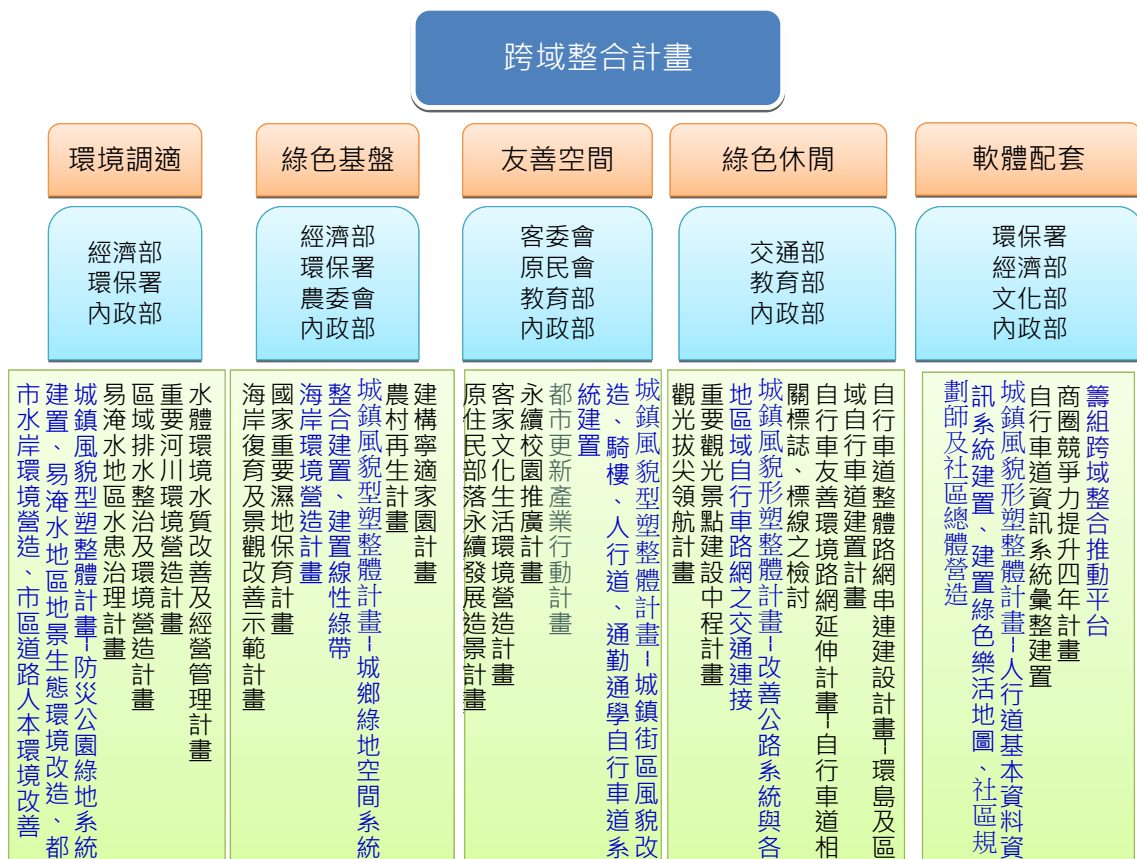 跨域整合計畫
環境調適
綠色基盤
友善空間
綠色休閒
軟體配套
經濟部
環保署
內政部
經濟部
環保署
農委會
內政部
客委會
原民會
教育部
內政部
交通部
教育部
內政部
環保署
經濟部
文化部
內政部
水體環境水質改善及經營管理計畫
重要河川環境營造計畫
區域排水整治及環境營造計畫
易淹水地區水患治理計畫
城鎮風貌型塑整體計畫-防災公園綠地系統
建置、易淹水地區地景生態環境改造、都
市水岸環境營造、市區道路人本環境改善
建構寧適家園計畫
農村再生計畫
城鎮風貌型塑整體計畫-城鄉綠地空間系統
整合建置、建置線性綠帶
海岸環境營造計畫
國家重要濕地保育計畫
海岸復育及景觀改善示範計畫
城鎮風貌型塑整體計畫-城鎮街區風貌改
造、騎樓、人行道、通勤通學自行車道系
統建置
都市更新產業行動計畫
永續校園推廣計畫
客家文化生活環境營造計畫
原住民部落永續發展造景計畫
自行車道整體路網串連建設計畫-環島及區
域自行車道建置計畫
自行車友善環境路網延伸計畫-自行車道相
關標誌、標線之檢討
城鎮風貌形塑整體計畫-改善公路系統與各
地區域自行車路網之交通連接
重要觀光景點建設中程計畫
觀光拔尖領航計畫
籌組跨域整合推動平台
商圈競爭力提升四年計畫
自行車道資訊系統彙整建置
城鎮風貌形塑整體計畫-人行道基本資料資
訊系統建置、建置綠色樂活地圖、社區規
劃師及社區總體營造